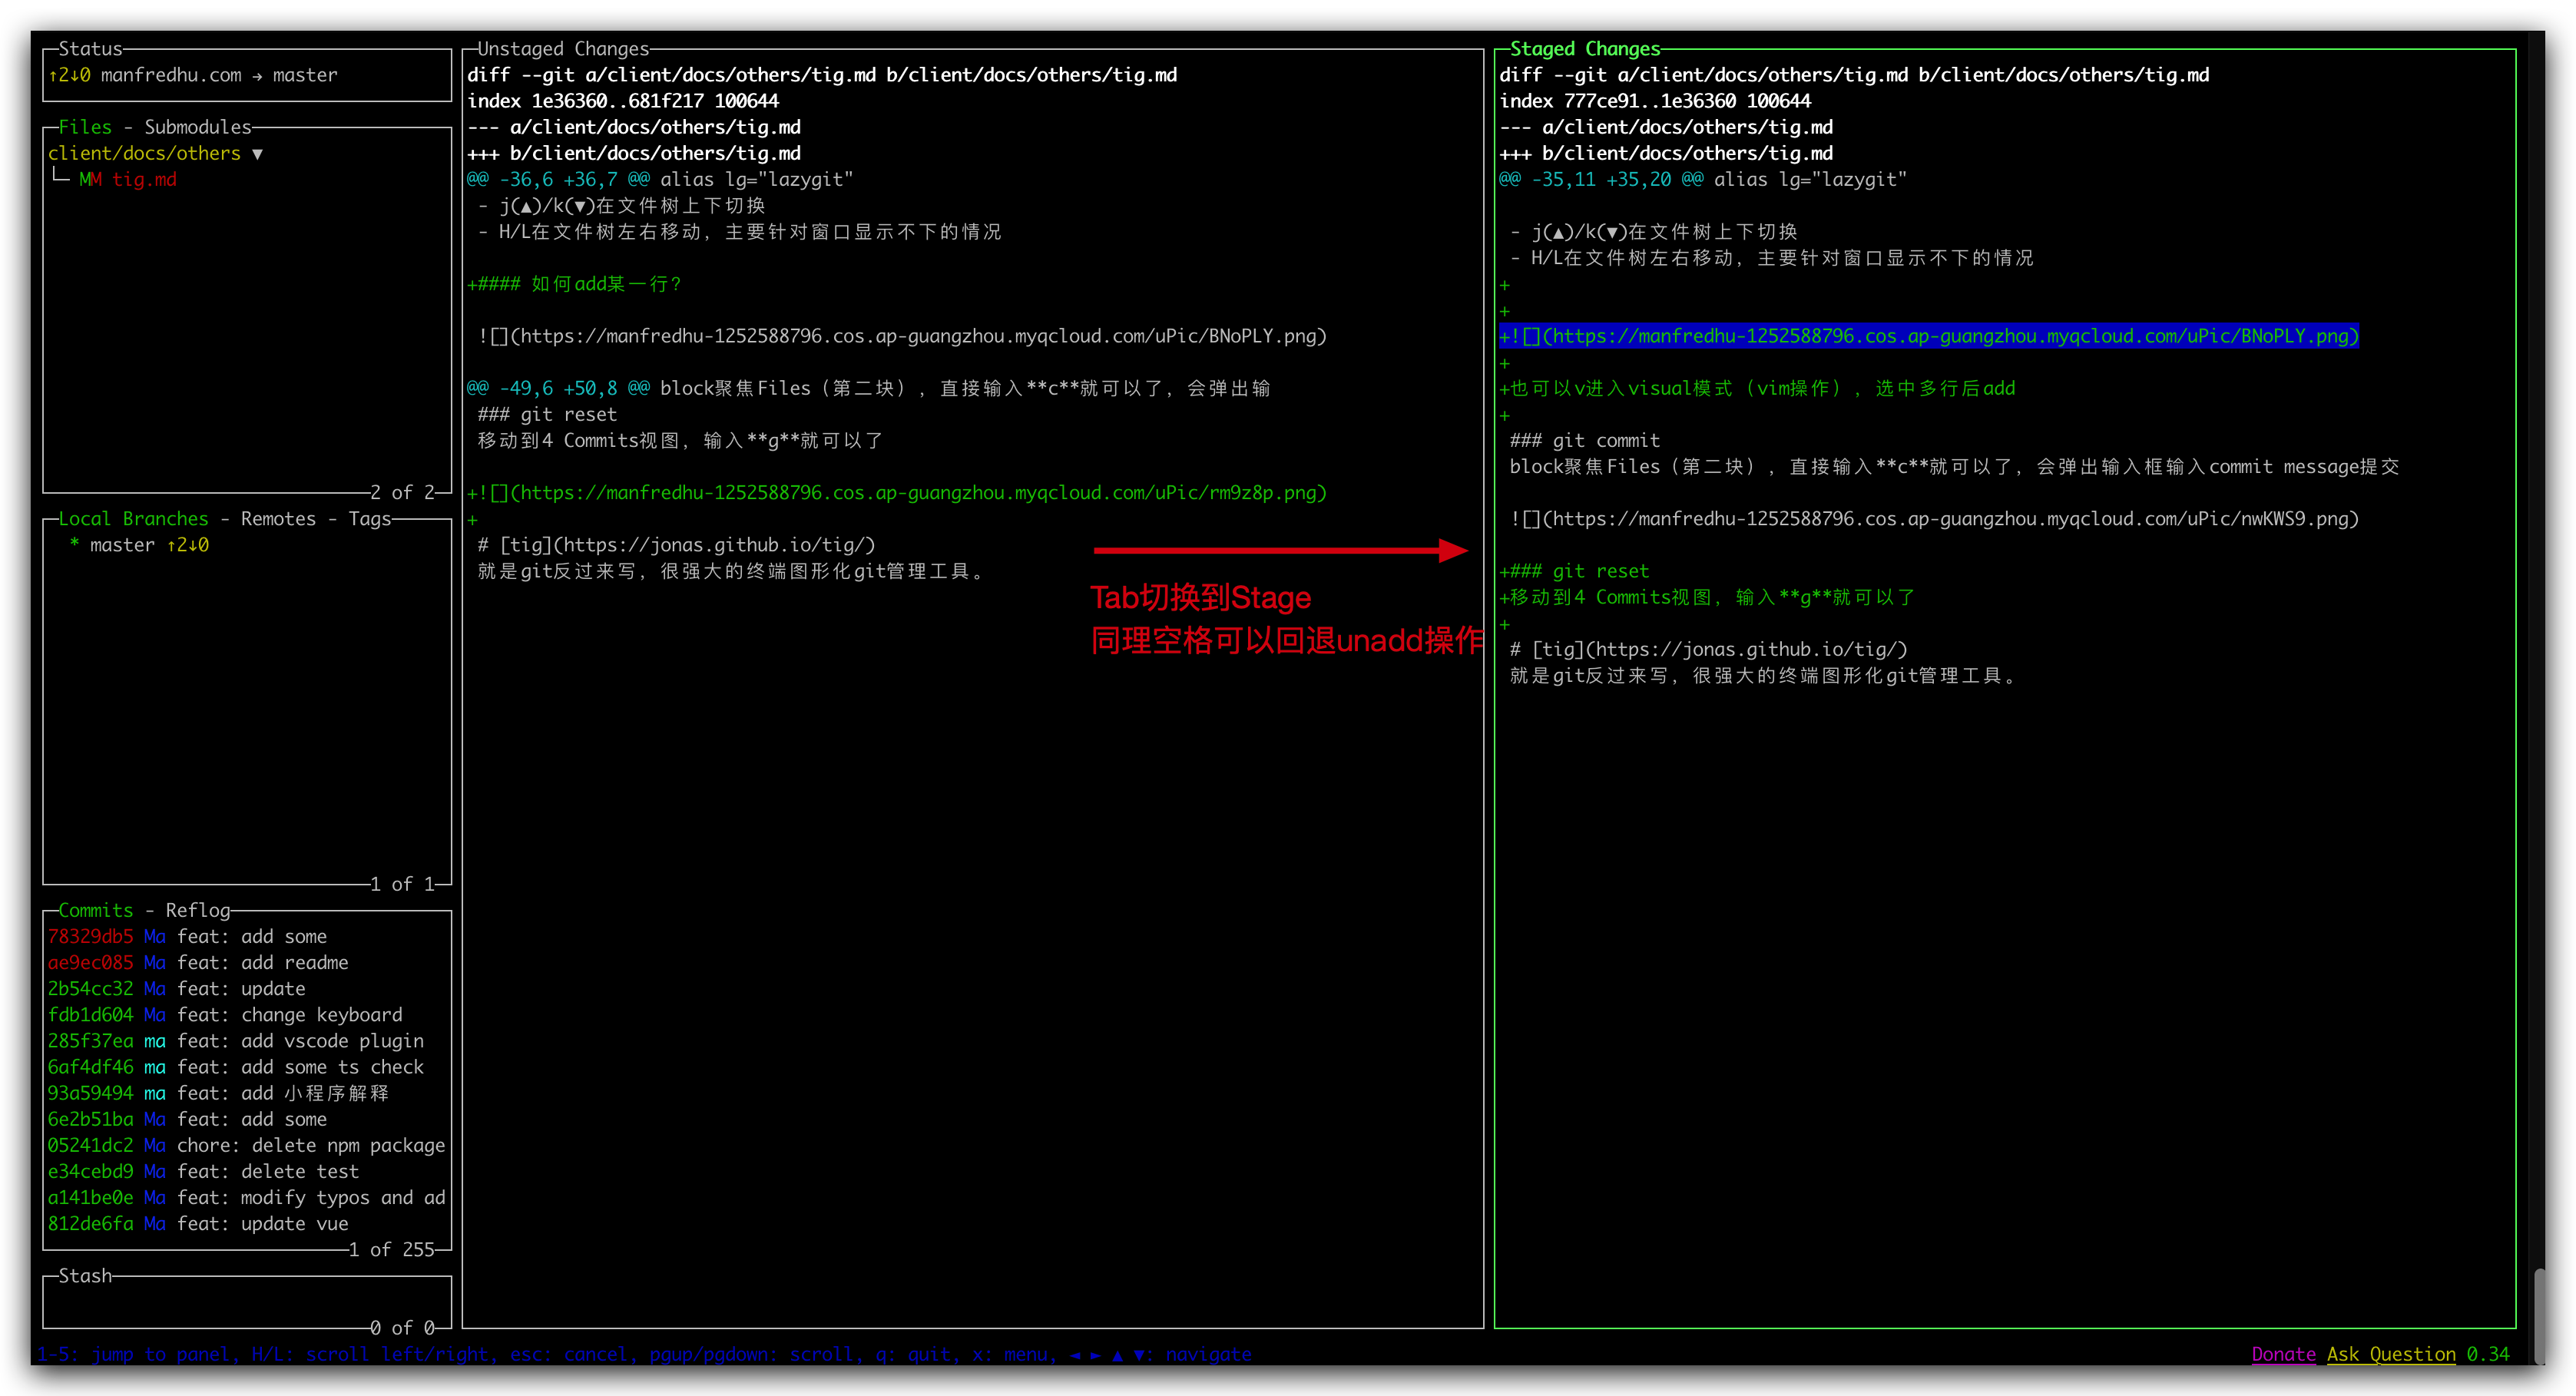 Status
↑2↓0 manfredhu.com → master
Files - Submodules
client/docs/others ▼
└─ MM tig.md
2 of 2
Local Branches - Remotes - Tags
* master ↑2↓0
1 of 1
Commits - Reflog
78329db5 Ma feat: add some
ae9ec085 Ma feat: add readme
2b54cc32 Ma feat: update
fdb1d604 Ma feat: change keyboard
285f37ea ma feat: add vscode plugin
6af4df46 ma feat: add some ts check
93a59494 ma feat: add 小程序解释
6e2b51ba Ma feat: add some
05241dc2 Ma chore: delete npm package
e34cebd9 Ma feat: delete test
a141be0e Ma feat: modify typos and ad
812de6fa Ma feat: update vue
1 of 255
Stash
0 of 0
Unstaged Changes
diff --git a/client/docs/others/tig.md b/client/docs/others/tig.md
index 1e36360..681f217 100644
--- a/client/docs/others/tig.md
+++ b/client/docs/others/tig.md
@@ -36,6 +36,7 @@ alias lg="lazygit"
- j(▲)/k(▼)在文件树上下切换
- H/L在文件树左右移动，主要针对窗口显示不下的情况
+#### 如何add某一行？
![](https://manfredhu-1252588796.cos.ap-guangzhou.myqcloud.com/uPic/BNoPLY.png)
@@ -49,6 +50,8 @@ block聚焦Files（第二块），直接输入**c**就可以了，会弹出输
### git reset
移动到4 Commits视图，输入**g**就可以了
+![](https://manfredhu-1252588796.cos.ap-guangzhou.myqcloud.com/uPic/rm9z8p.png)
+
# [tig](https://jonas.github.io/tig/)
就是git反过来写，很强大的终端图形化git管理工具。
Tab切换到Stage
同理空格可以回退unadd操作
Staged Changes
diff --git a/client/docs/others/tig.md b/client/docs/others/tig.md
index 777ce91..1e36360 100644
--- a/client/docs/others/tig.md
+++ b/client/docs/others/tig.md
@@ -35,11 +35,20 @@ alias lg="lazygit"
- j(▲)/k(▼)在文件树上下切换
- H/L在文件树左右移动，主要针对窗口显示不下的情况
+
+
+![](https://manfredhu-1252588796.cos.ap-guangzhou.myqcloud.com/uPic/BNoPLY.png)
+
+也可以v进入visual模式（vim操作），选中多行后add
+
### git commit
block聚焦Files（第二块），直接输入**c**就可以了，会弹出输入框输入commit message提交
![](https://manfredhu-1252588796.cos.ap-guangzhou.myqcloud.com/uPic/nwKWS9.png)
+### git reset
+移动到4 Commits视图，输入**g**就可以了
+
# [tig](https://jonas.github.io/tig/)
就是git反过来写，很强大的终端图形化git管理工具。
1-5: jump to panel, H/L: scroll left/right, esc: cancel, pgup/pgdown: scroll, q: quit, x: menu, ◄ ► ▲ ▼: navigate
Donate Ask Question 0.34